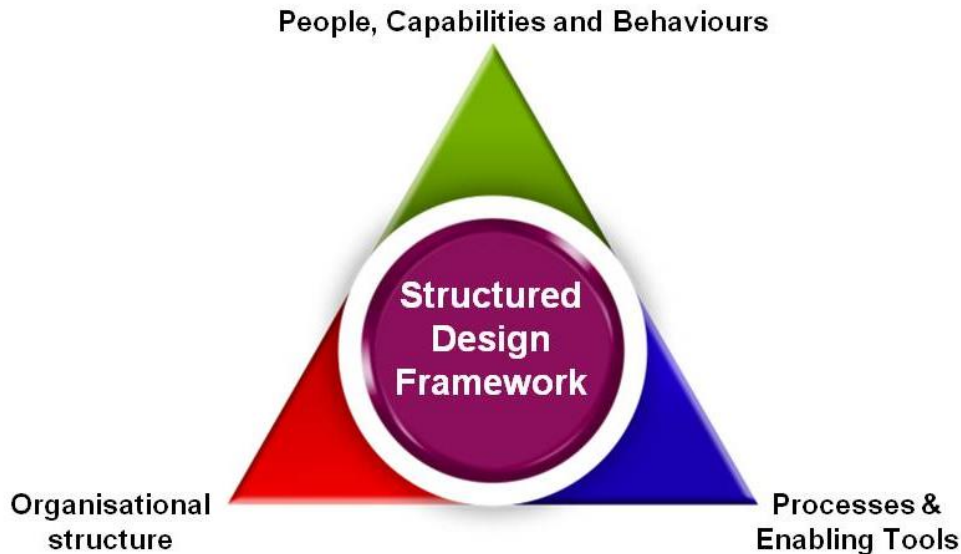 People, Capabilities and Behaviours
Structured
Design
Framework
Organisational
structure
Processes &
Enabling Tools